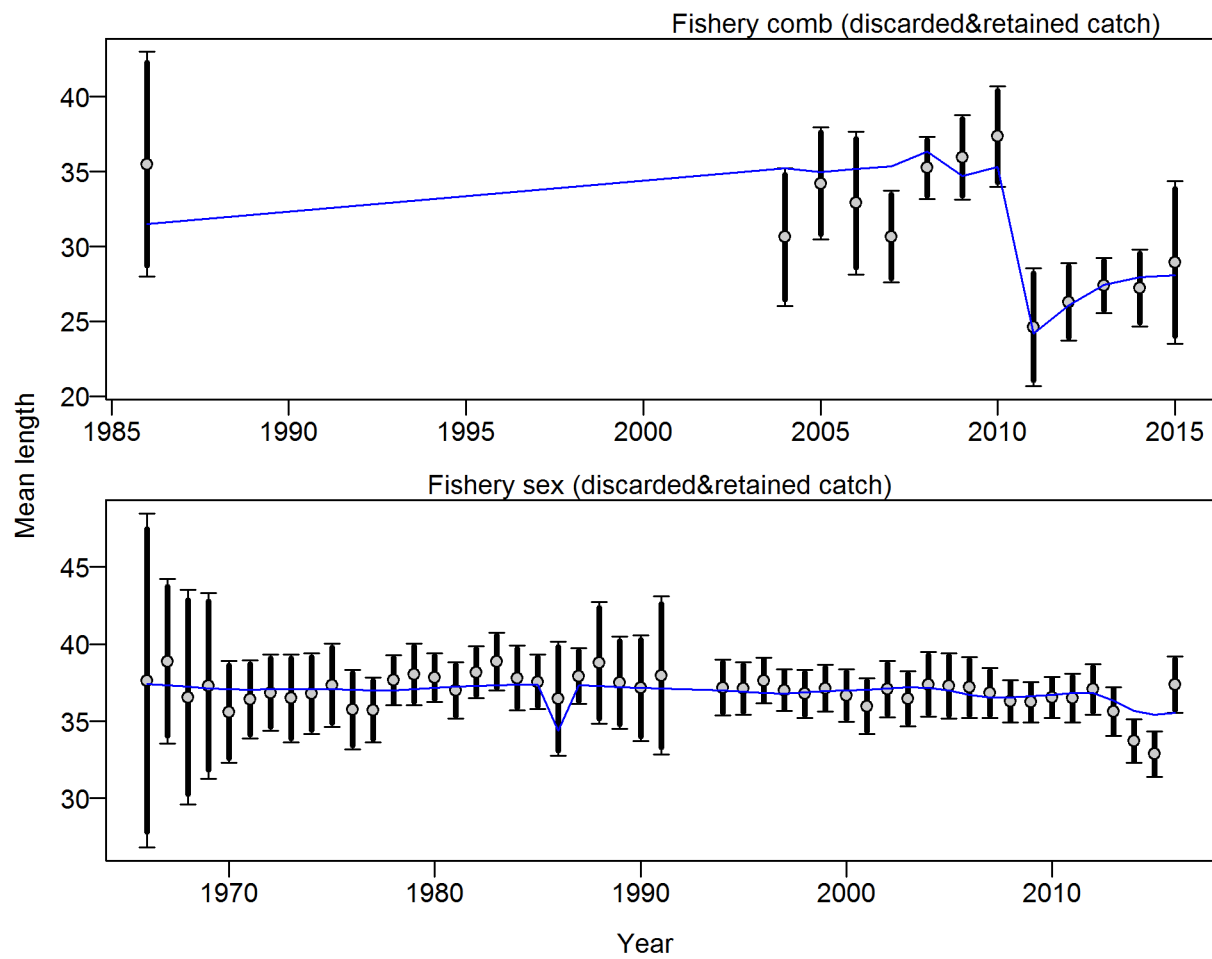 Fishery comb (discarded&retained catch)
40
35
30
25
20
1985 1990 1995 2000 2005 2010 2015
Mean length
Fishery sex (discarded&retained catch)
45
40
35
30
1970 1980 1990 2000 2010
Year